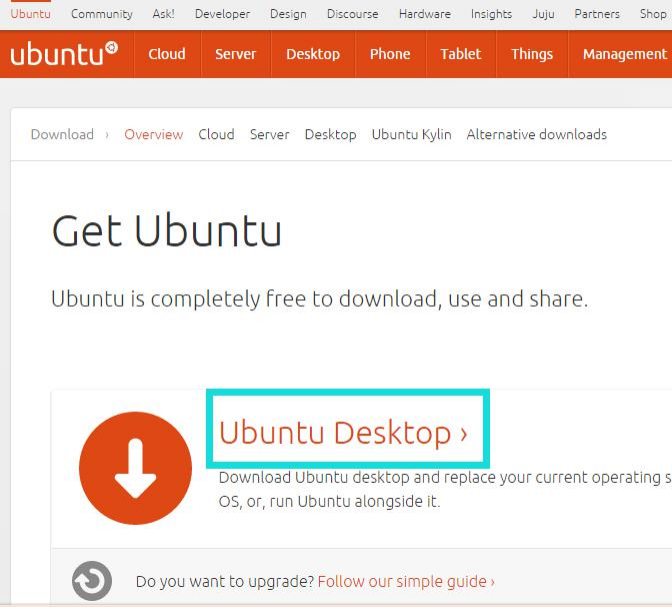 Ubuntu Community Ask! Developer Design Discourse Hardware Insights Juju Partners Shop
ubuntu Cloud Server Desktop Phone Tablet Things Management
Download › Overview Cloud Server Desktop Ubuntu Kylin Alternative downloads
Get Ubuntu
Ubuntu is completely free to download, use and share.
Ubuntu Desktop ›
Download Ubuntu desktop and replace your current operating s
OS, or, run Ubuntu alongside it.
Do you want to upgrade? Follow our simple guide ›